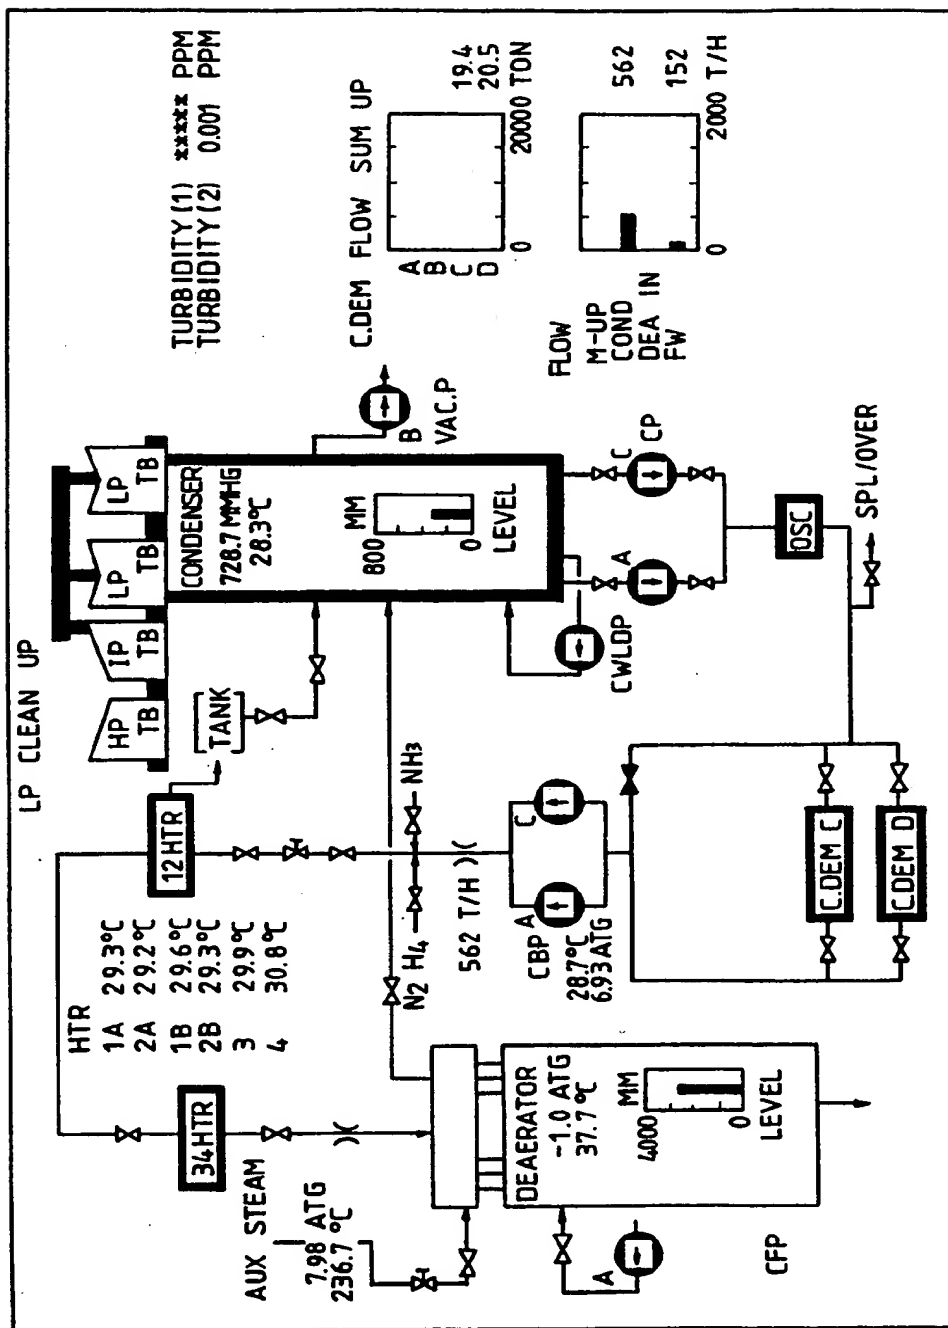 LP CLEAN UP
TURBIDITY(1) ***** PPM
TURBIDITY(2) 0.001 PPM
HTR
1A 29.3℃
2A 29.2℃
1B 29.6℃
2B 29.3℃
3 29.9℃
4 30.8℃
12HTR
34HTR
HP TB
IP TB
LP TB
LP TB
[TANK]
CONDENSER
728.7 MMHG
28.3℃
800 MM
0
LEVEL
B
VAC.P
C.DEM FLOW SUM UP
A
B
C 19.4
D 20.5
0 20000 TON
FLOW
M-UP
COND 562
DEA IN
FW 152
0 2000 T/H
AUX STEAM
7.98 ATG
236.7 ℃
N2 H4
NH3
562 T/H
CBP A
C
28.7℃
6.93 ATG
CWLDP
A
C
CP
OSC
SPL/OVER
DEAERATOR
-1.0 ATG
37.7 ℃
4000 MM
0
LEVEL
A
CFP
C.DEM C
C.DEM D